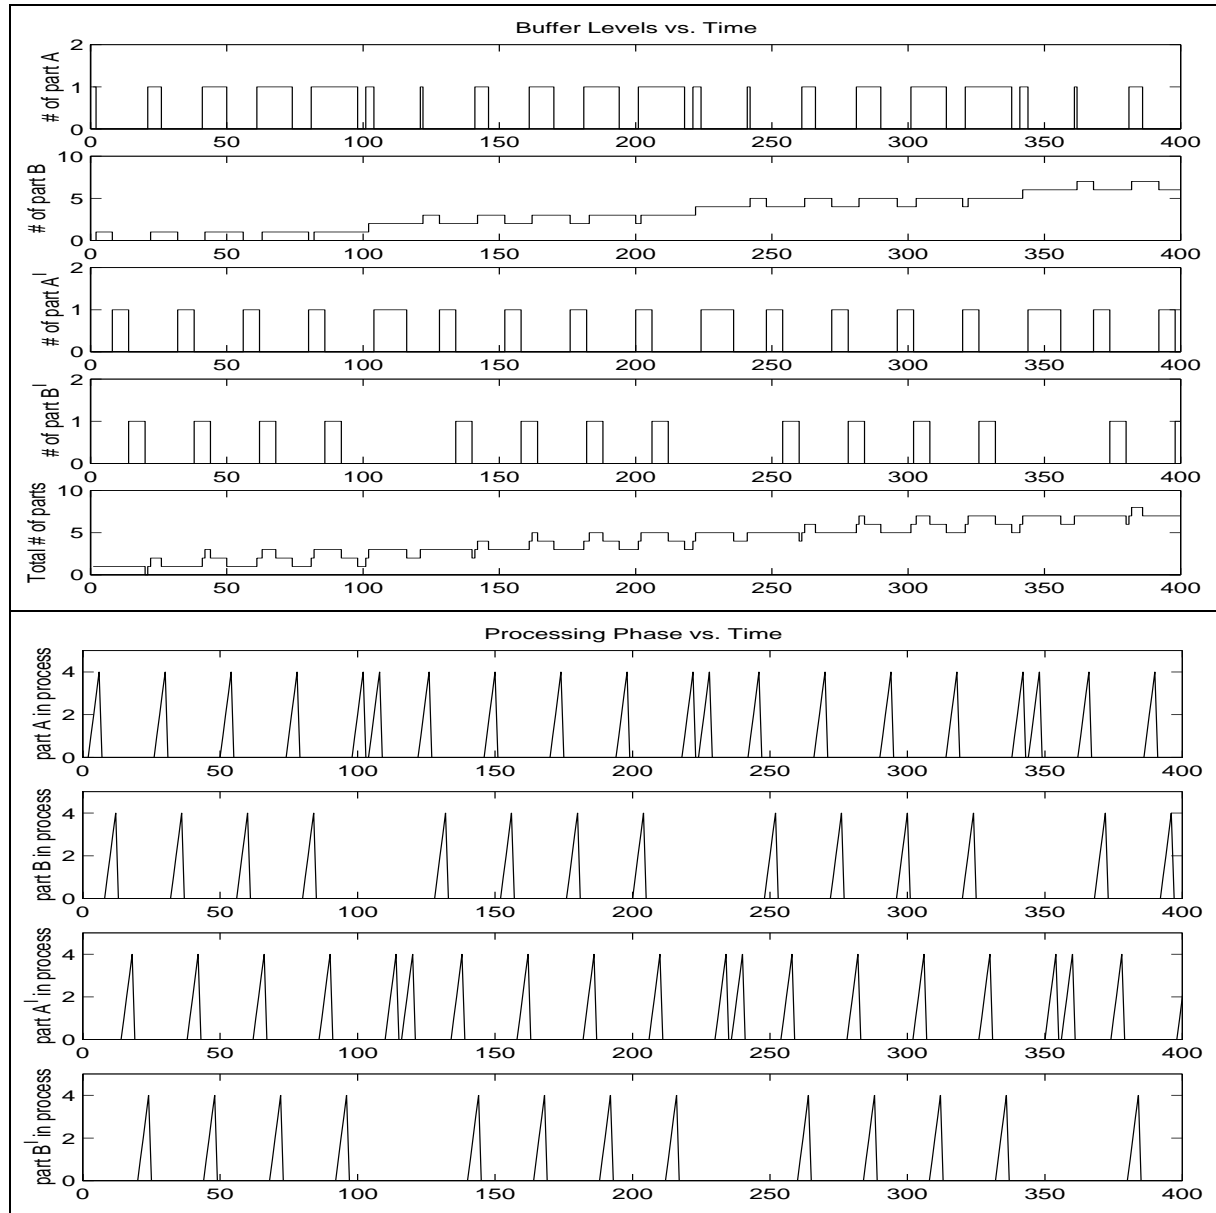 Buffer Levels vs. Time
# of part A
2
1
0
0 50 100 150 200 250 300 350 400
# of part B
10
5
0
0 50 100 150 200 250 300 350 400
# of part A^I
2
1
0
0 50 100 150 200 250 300 350 400
# of part B^I
2
1
0
0 50 100 150 200 250 300 350 400
Total # of parts
10
5
0
0 50 100 150 200 250 300 350 400
Processing Phase vs. Time
part A in process
4
2
0
0 50 100 150 200 250 300 350 400
part B in process
4
2
0
0 50 100 150 200 250 300 350 400
part A^I in process
4
2
0
0 50 100 150 200 250 300 350 400
part B^I in process
4
2
0
0 50 100 150 200 250 300 350 400